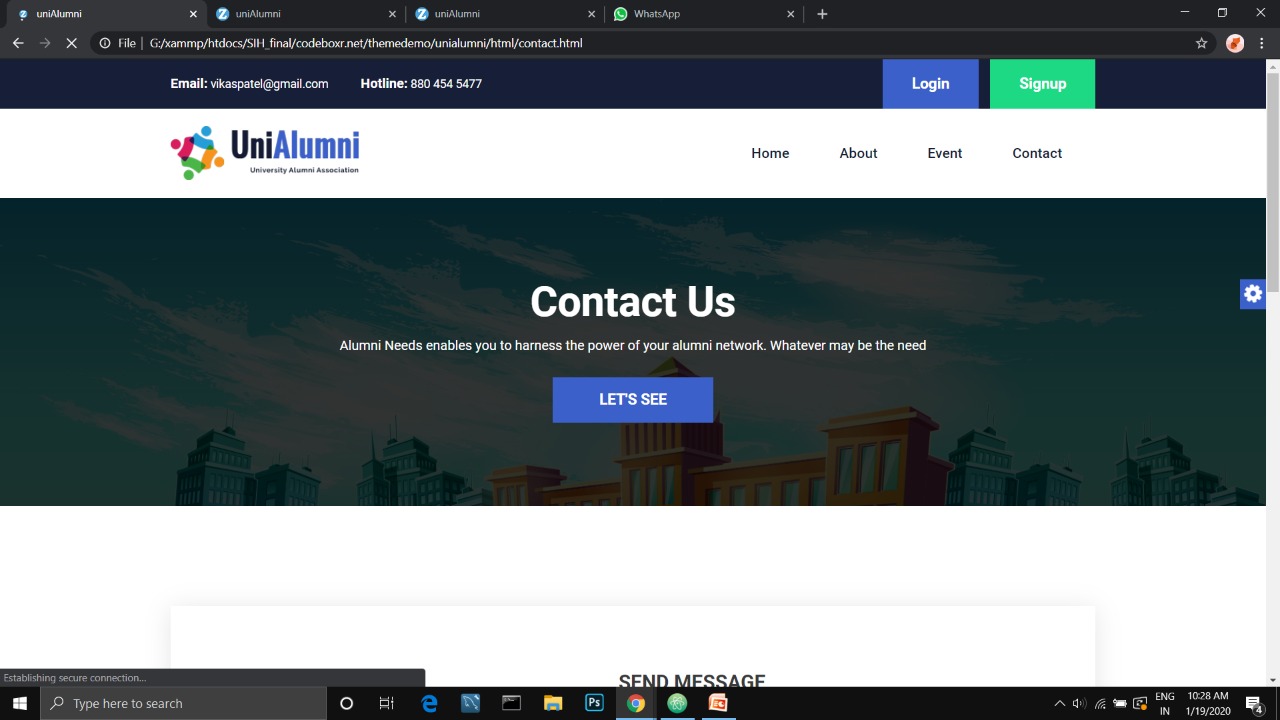 uniAlumni
uniAlumni
uniAlumni
WhatsApp
File | G:/xammp/htdocs/SIH_final/codeboxr.net/themedemo/unialumni/html/contact.html
Email: vikaspatel@gmail.com Hotline: 880 454 5477 Login Signup
UniAlumni
University Alumni Association
Home About Event Contact
Contact Us
Alumni Needs enables you to harness the power of your alumni network. Whatever may be the need
LET'S SEE
SEND MESSAGE
Establishing secure connection...
Type here to search
ENG
IN
10:28 AM
1/19/2020
4